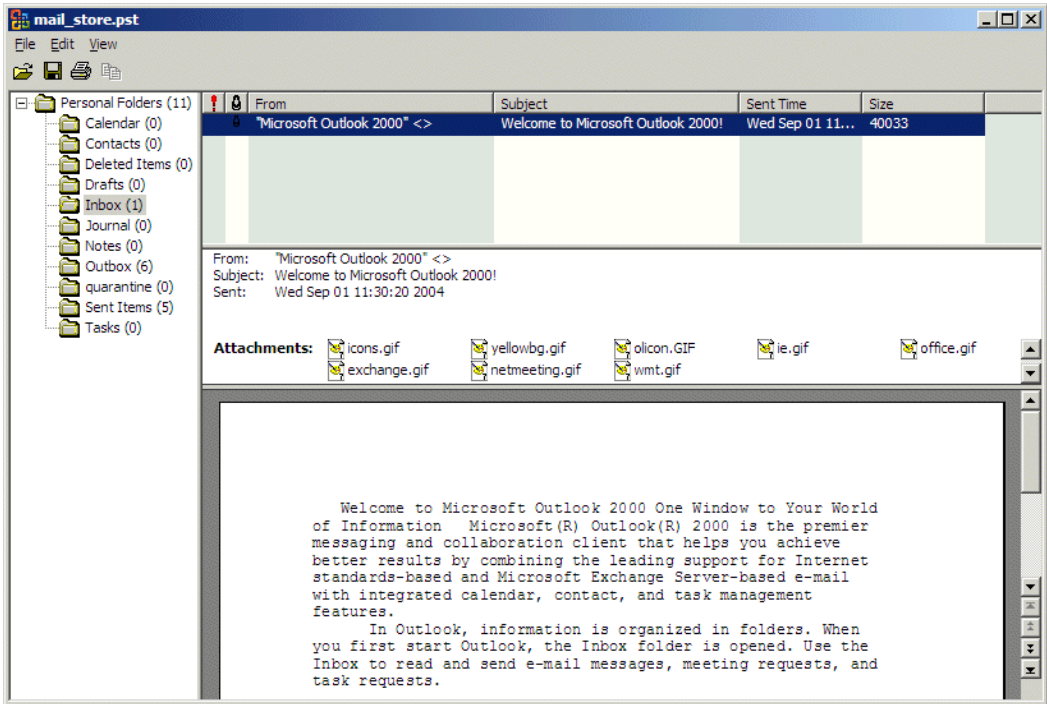 mail_store.pst
File Edit View
Personal Folders (11)
Calendar (0)
Contacts (0)
Deleted Items (0)
Drafts (0)
Inbox (1)
Journal (0)
Notes (0)
Outbox (6)
quarantine (0)
Sent Items (5)
Tasks (0)
From Subject Sent Time Size
"Microsoft Outlook 2000" <> Welcome to Microsoft Outlook 2000! Wed Sep 01 11... 40033
From: "Microsoft Outlook 2000" <>
Subject: Welcome to Microsoft Outlook 2000!
Sent: Wed Sep 01 11:30:20 2004
Attachments: icons.gif yellowbg.gif olicon.GIF ie.gif office.gif
exchange.gif netmeeting.gif wmt.gif
Welcome to Microsoft Outlook 2000 One Window to Your World
of Information Microsoft(R) Outlook(R) 2000 is the premier
messaging and collaboration client that helps you achieve
better results by combining the leading support for Internet
standards-based and Microsoft Exchange Server-based e-mail
with integrated calendar, contact, and task management
features.
In Outlook, information is organized in folders. When
you first start Outlook, the Inbox folder is opened. Use the
Inbox to read and send e-mail messages, meeting requests, and
task requests.